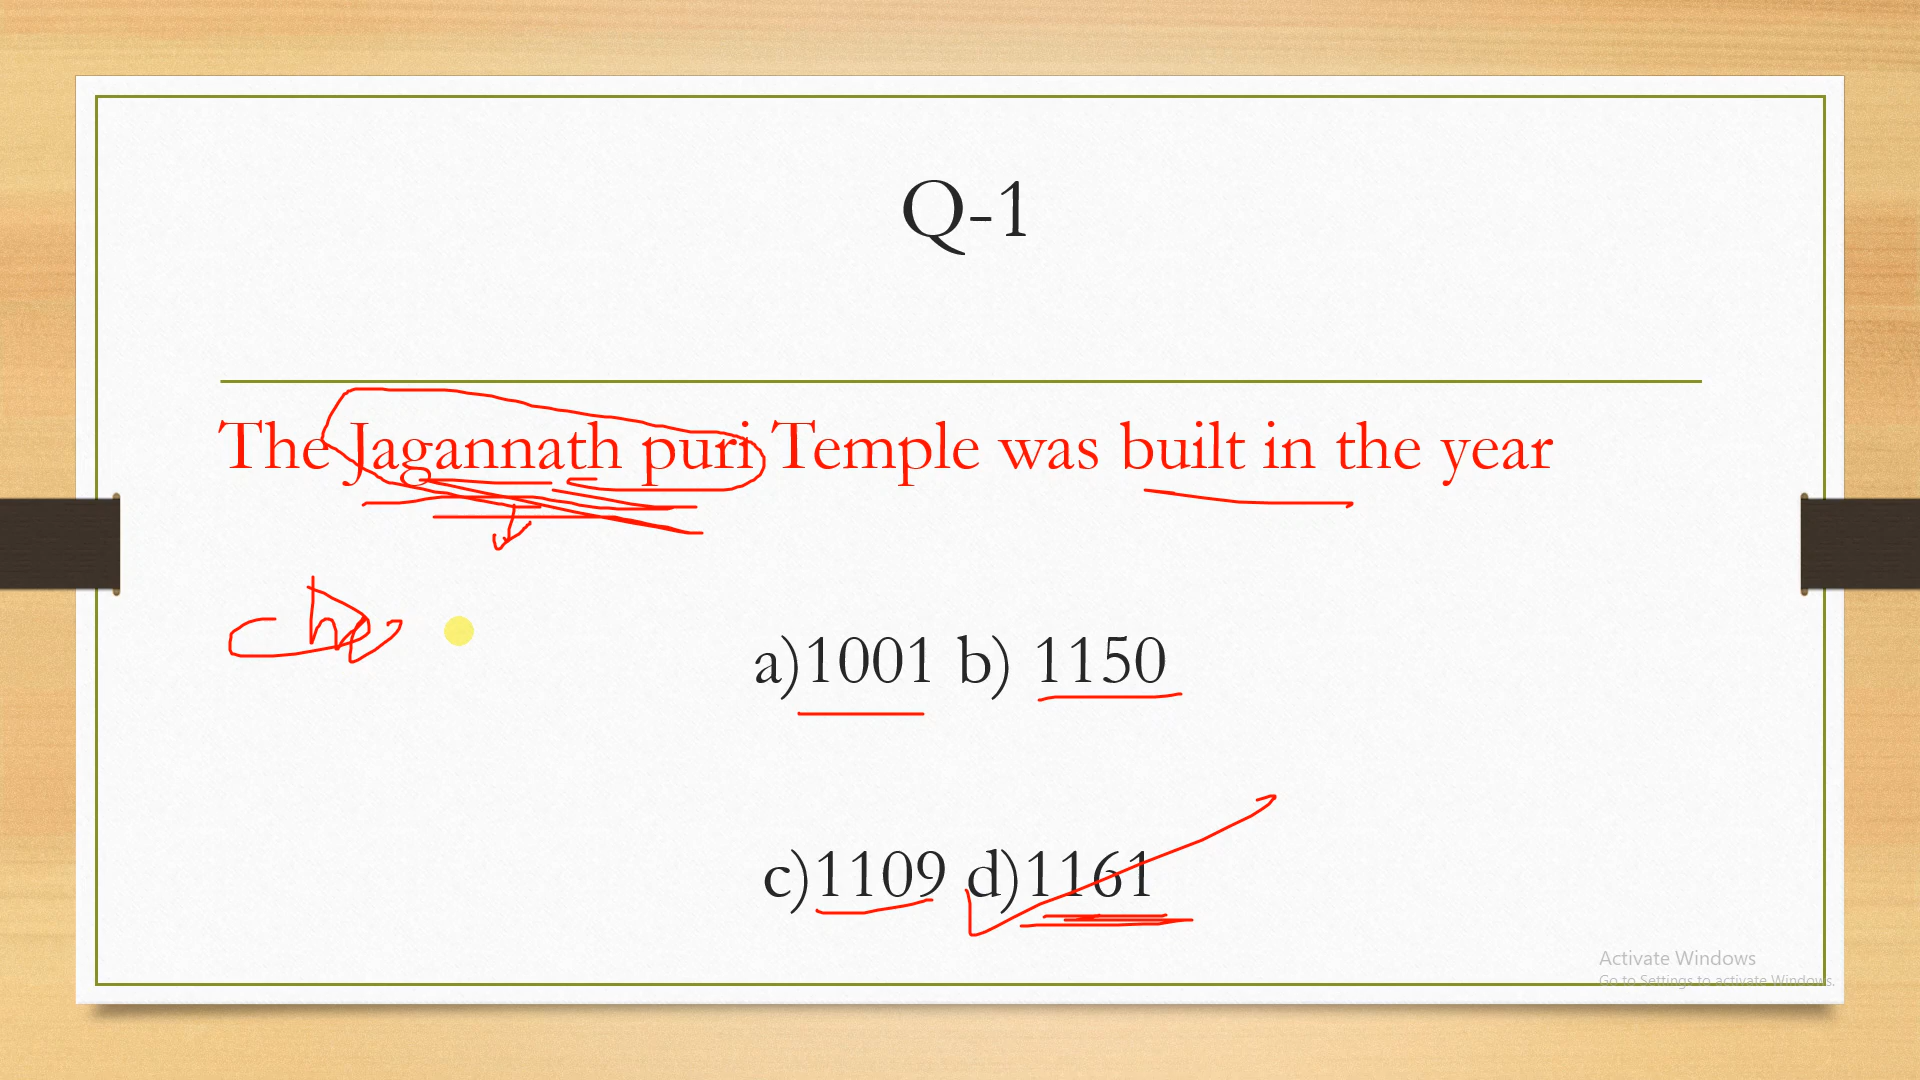 Q-1
The Jagannath puri Temple was built in the year
a)1001 b) 1150
c)1109 d)1161
Activate Windows
Go to Settings to activate Windows.